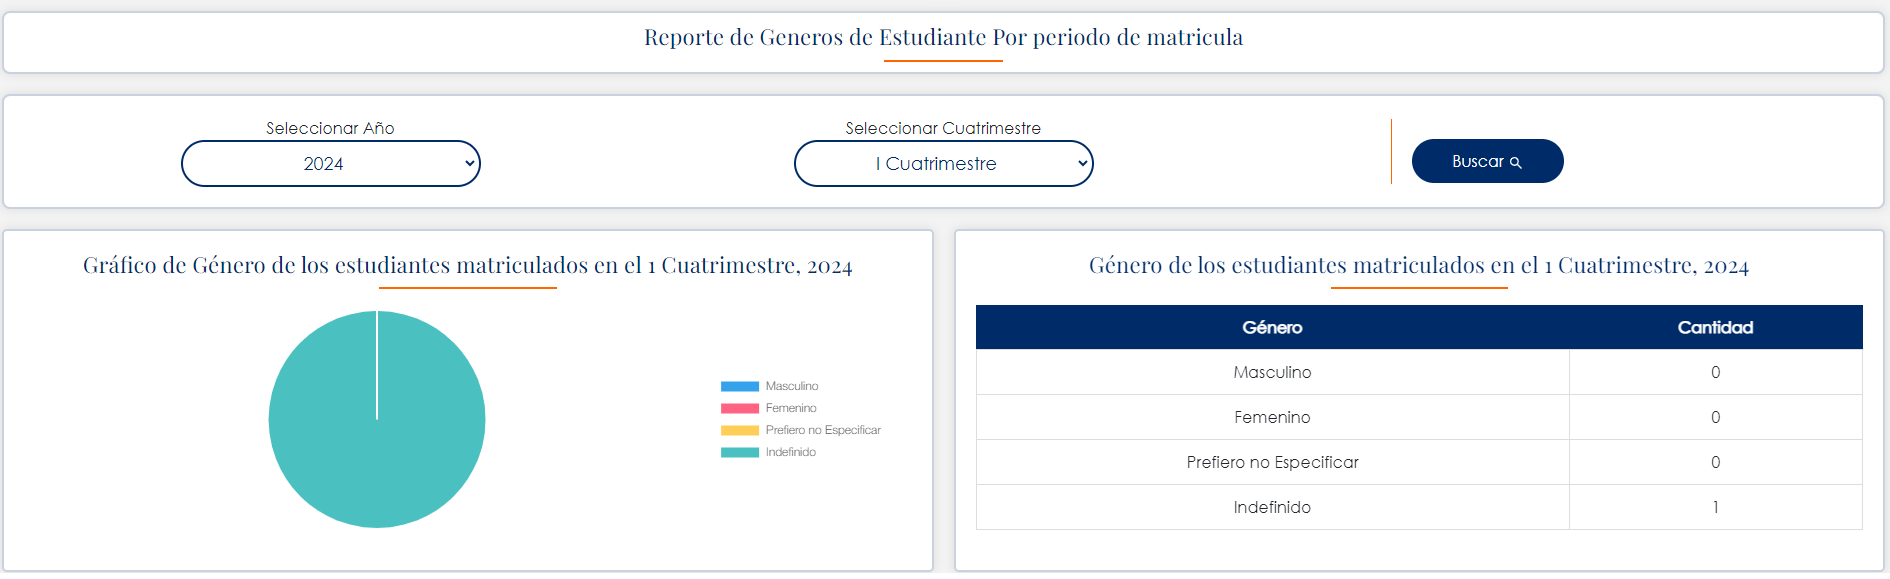 Reporte de Generos de Estudiante Por periodo de matricula
Seleccionar Año
2024
Seleccionar Cuatrimestre
I Cuatrimestre
Buscar
Gráfico de Género de los estudiantes matriculados en el 1 Cuatrimestre, 2024
Masculino
Femenino
Prefiero no Especificar
Indefinido
Género de los estudiantes matriculados en el 1 Cuatrimestre, 2024
Género Cantidad
Masculino 0
Femenino 0
Prefiero no Especificar 0
Indefinido 1